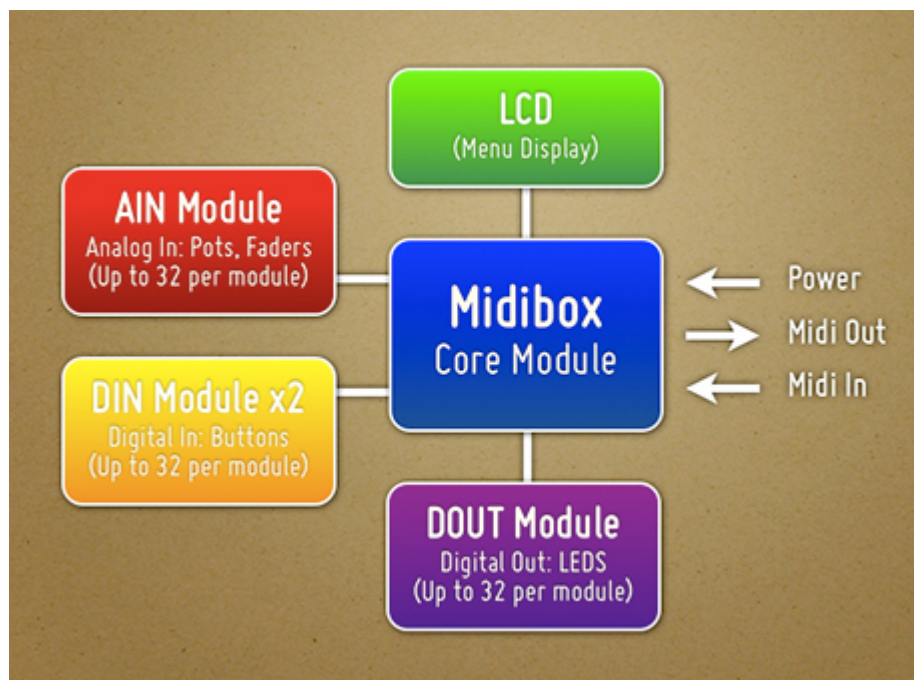 LCD
(Menu Display)
AIN Module
Analog In: Pots, Faders
(Up to 32 per module)
Midibox
Core Module
Power
Midi Out
Midi In
DIN Module x2
Digital In: Buttons
(Up to 32 per module)
DOUT Module
Digital Out: LEDS
(Up to 32 per module)